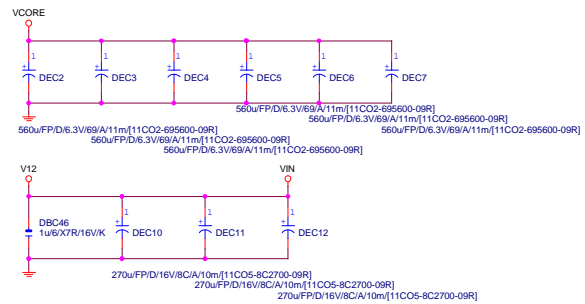 VCORE
1 1 1 1 1 1
DEC2 DEC3 DEC4 DEC5 DEC6 DEC7
560u/FP/D/6.3V/69/A/11m/[11CO2-695600-09R]
560u/FP/D/6.3V/69/A/11m/[11CO2-695600-09R]
560u/FP/D/6.3V/69/A/11m/[11CO2-695600-09R]
560u/FP/D/6.3V/69/A/11m/[11CO2-695600-09R]
560u/FP/D/6.3V/69/A/11m/[11CO2-695600-09R]
560u/FP/D/6.3V/69/A/11m/[11CO2-695600-09R]
V12 VIN
1 1 1
DBC46
1u/6/X7R/16V/K
DEC10 DEC11 DEC12
270u/FP/D/16V/8C/A/10m/[11CO5-8C2700-09R]
270u/FP/D/16V/8C/A/10m/[11CO5-8C2700-09R]
270u/FP/D/16V/8C/A/10m/[11CO5-8C2700-09R]